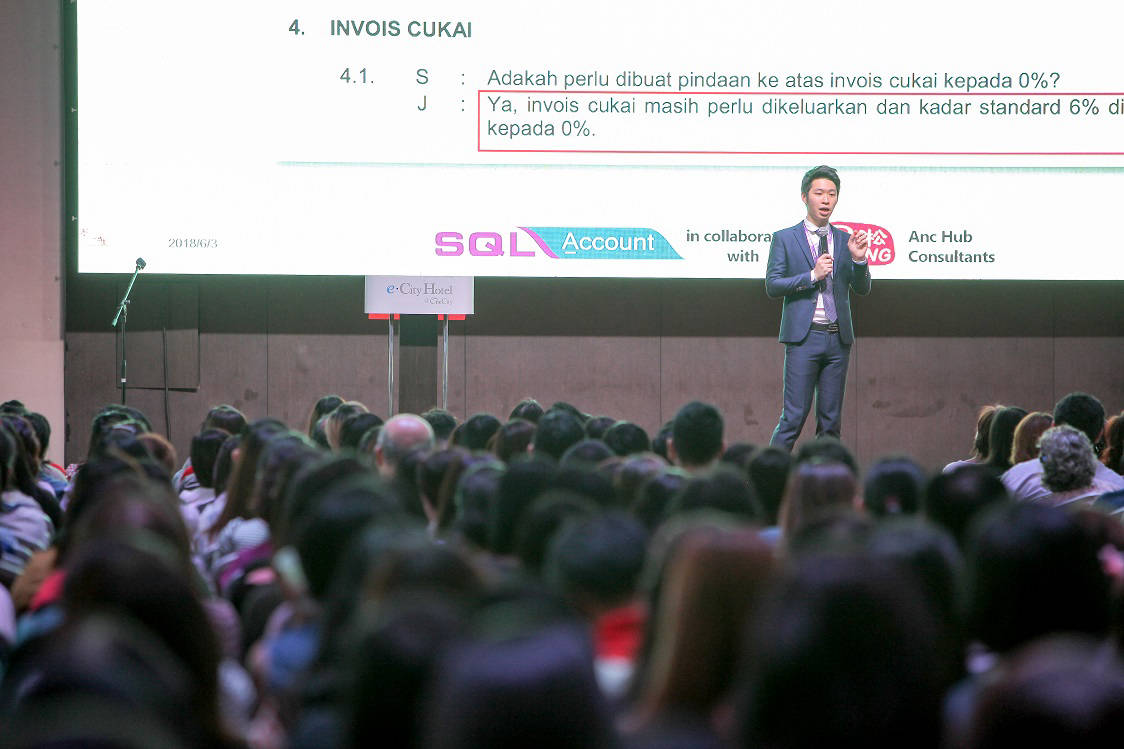 4. INVOIS CUKAI
4.1. S : Adakah perlu dibuat pindaan ke atas invois cukai kepada 0%?
J : Ya, invois cukai masih perlu dikeluarkan dan kadar standard 6% di
kepada 0%.
2018/6/3
SQL Account
in collabora
with
松
NG
Anc Hub
Consultants
e·City Hotel